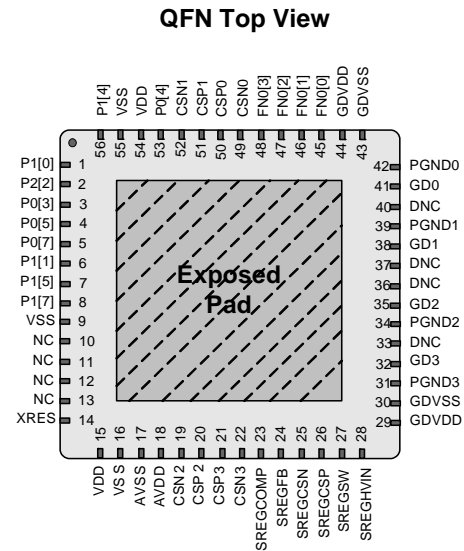 QFN Top View
P1[4]
VSS
VDD
P0[4]
CSN1
CSP1
CSP0
CSN0
FN0[3]
FN0[2]
FN0[1]
FN0[0]
GDVDD
GDVSS
56
55
54
53
52
51
50
49
48
47
46
45
44
43
P1[0] 1
P2[2] 2
P0[3] 3
P0[5] 4
P0[7] 5
P1[1] 6
P1[5] 7
P1[7] 8
VSS 9
NC 10
NC 11
NC 12
NC 13
XRES 14
Exposed
Pad
42 PGND0
41 GD0
40 DNC
39 PGND1
38 GD1
37 DNC
36 DNC
35 GD2
34 PGND2
33 DNC
32 GD3
31 PGND3
30 GDVSS
29 GDVDD
15
16
17
18
19
20
21
22
23
24
25
26
27
28
VDD
VSS
AVSS
AVDD
CSN2
CSP2
CSP3
CSN3
SREGCOMP
SREGFB
SREGCSN
SREGCSP
SREGSW
SREGHVIN